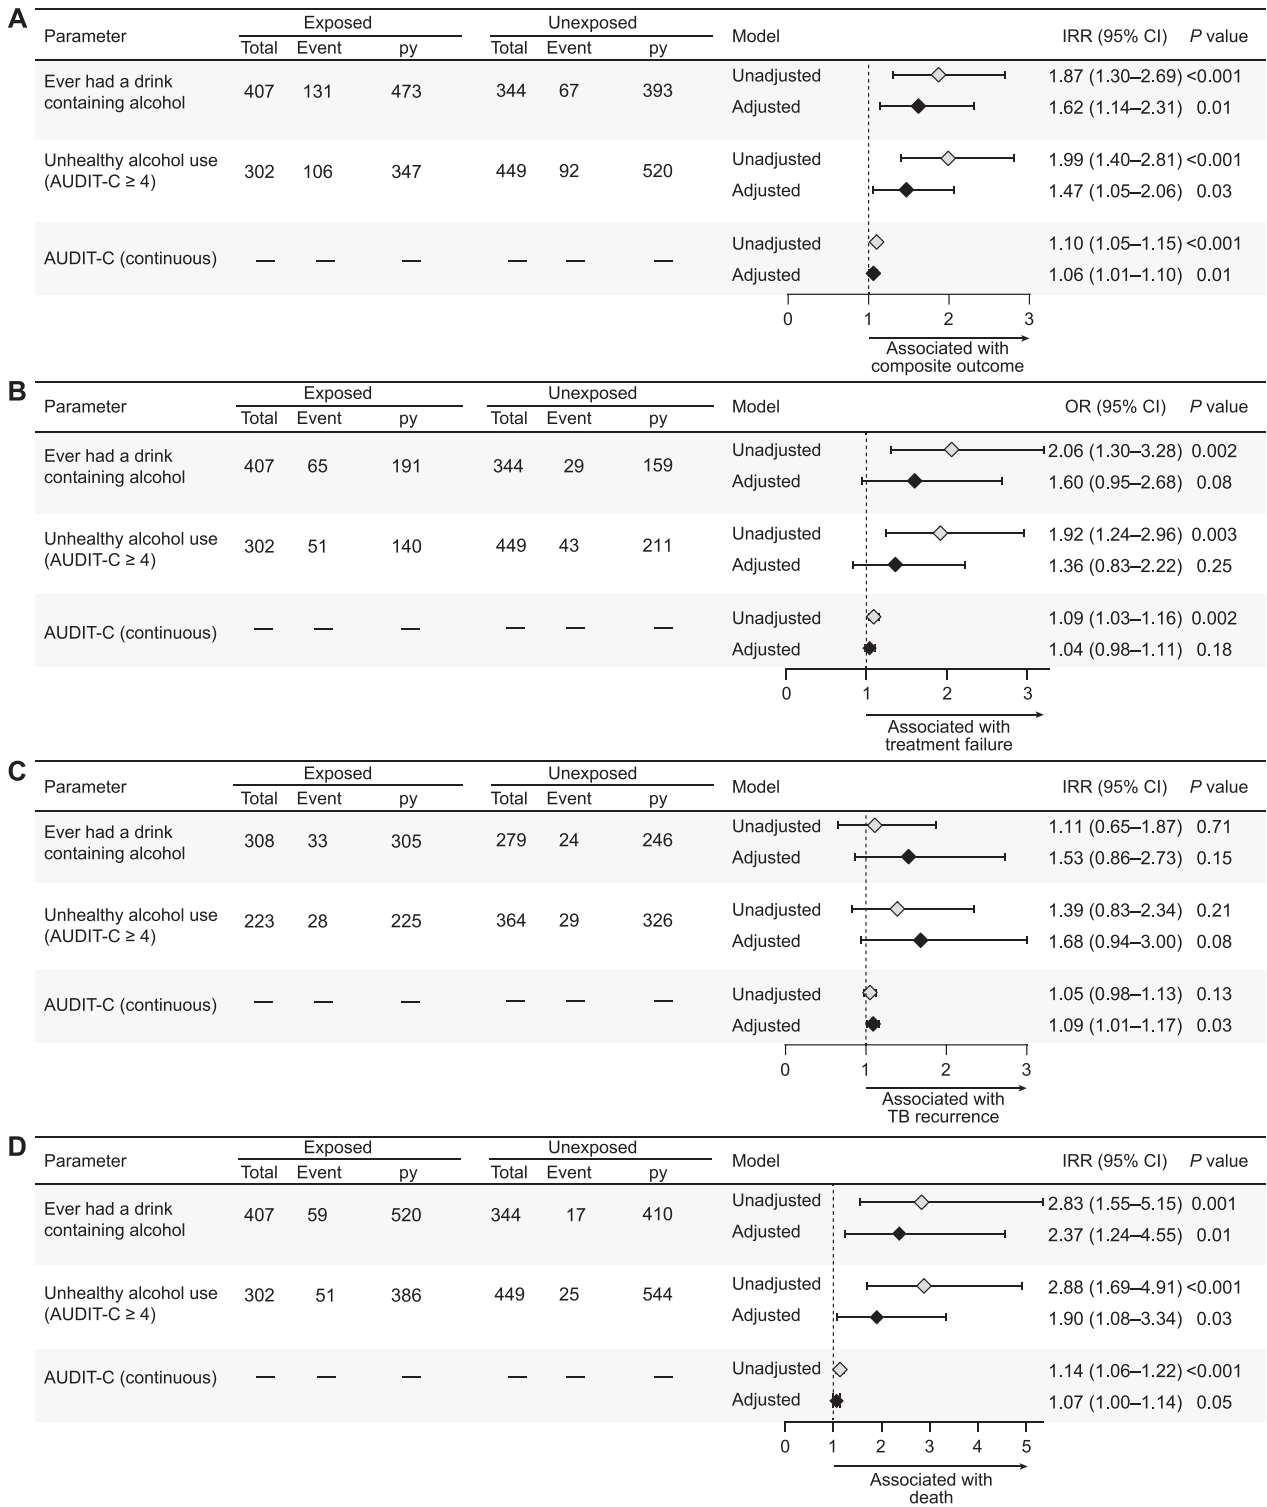 A
Parameter Exposed Unexposed Model IRR (95% CI) P value
Total Event py Total Event py
Ever had a drink
containing alcohol
407 131 473 344 67 393
Unadjusted 1.87 (1.30–2.69) <0.001
Adjusted 1.62 (1.14–2.31) 0.01
Unhealthy alcohol use
(AUDIT-C ≥ 4)
302 106 347 449 92 520
Unadjusted 1.99 (1.40–2.81) <0.001
Adjusted 1.47 (1.05–2.06) 0.03
AUDIT-C (continuous) — — — — — —
Unadjusted 1.10 (1.05–1.15) <0.001
Adjusted 1.06 (1.01–1.10) 0.01
0 1 2 3
Associated with
composite outcome
B
Parameter Exposed Unexposed Model OR (95% CI) P value
Total Event py Total Event py
Ever had a drink
containing alcohol
407 65 191 344 29 159
Unadjusted 2.06 (1.30–3.28) 0.002
Adjusted 1.60 (0.95–2.68) 0.08
Unhealthy alcohol use
(AUDIT-C ≥ 4)
302 51 140 449 43 211
Unadjusted 1.92 (1.24–2.96) 0.003
Adjusted 1.36 (0.83–2.22) 0.25
AUDIT-C (continuous) — — — — — —
Unadjusted 1.09 (1.03–1.16) 0.002
Adjusted 1.04 (0.98–1.11) 0.18
0 1 2 3
Associated with
treatment failure
C
Parameter Exposed Unexposed Model IRR (95% CI) P value
Total Event py Total Event py
Ever had a drink
containing alcohol
308 33 305 279 24 246
Unadjusted 1.11 (0.65–1.87) 0.71
Adjusted 1.53 (0.86–2.73) 0.15
Unhealthy alcohol use
(AUDIT-C ≥ 4)
223 28 225 364 29 326
Unadjusted 1.39 (0.83–2.34) 0.21
Adjusted 1.68 (0.94–3.00) 0.08
AUDIT-C (continuous) — — — — — —
Unadjusted 1.05 (0.98–1.13) 0.13
Adjusted 1.09 (1.01–1.17) 0.03
0 1 2 3
Associated with
TB recurrence
D
Parameter Exposed Unexposed Model IRR (95% CI) P value
Total Event py Total Event py
Ever had a drink
containing alcohol
407 59 520 344 17 410
Unadjusted 2.83 (1.55–5.15) 0.001
Adjusted 2.37 (1.24–4.55) 0.01
Unhealthy alcohol use
(AUDIT-C ≥ 4)
302 51 386 449 25 544
Unadjusted 2.88 (1.69–4.91) <0.001
Adjusted 1.90 (1.08–3.34) 0.03
AUDIT-C (continuous) — — — — — —
Unadjusted 1.14 (1.06–1.22) <0.001
Adjusted 1.07 (1.00–1.14) 0.05
0 1 2 3 4 5
Associated with
death